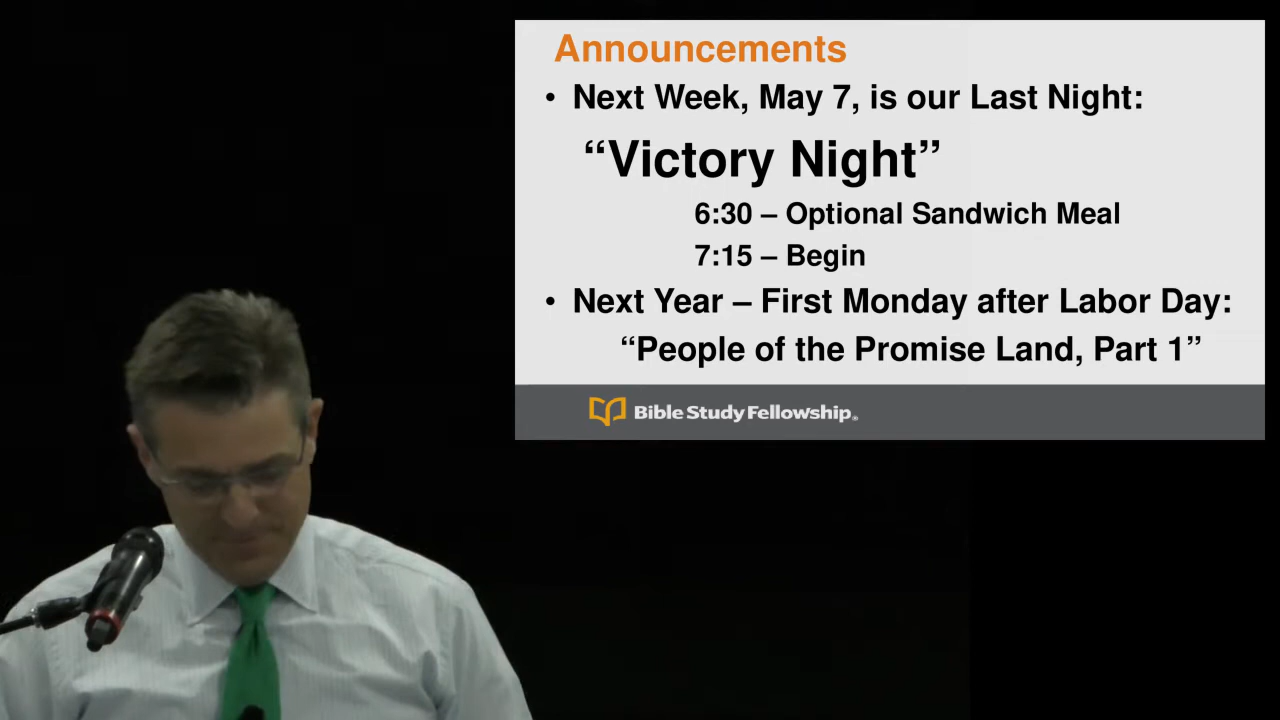 Announcements
• Next Week, May 7, is our Last Night:
“Victory Night”
6:30 – Optional Sandwich Meal
7:15 – Begin
• Next Year – First Monday after Labor Day:
“People of the Promise Land, Part 1”
Bible Study Fellowship®